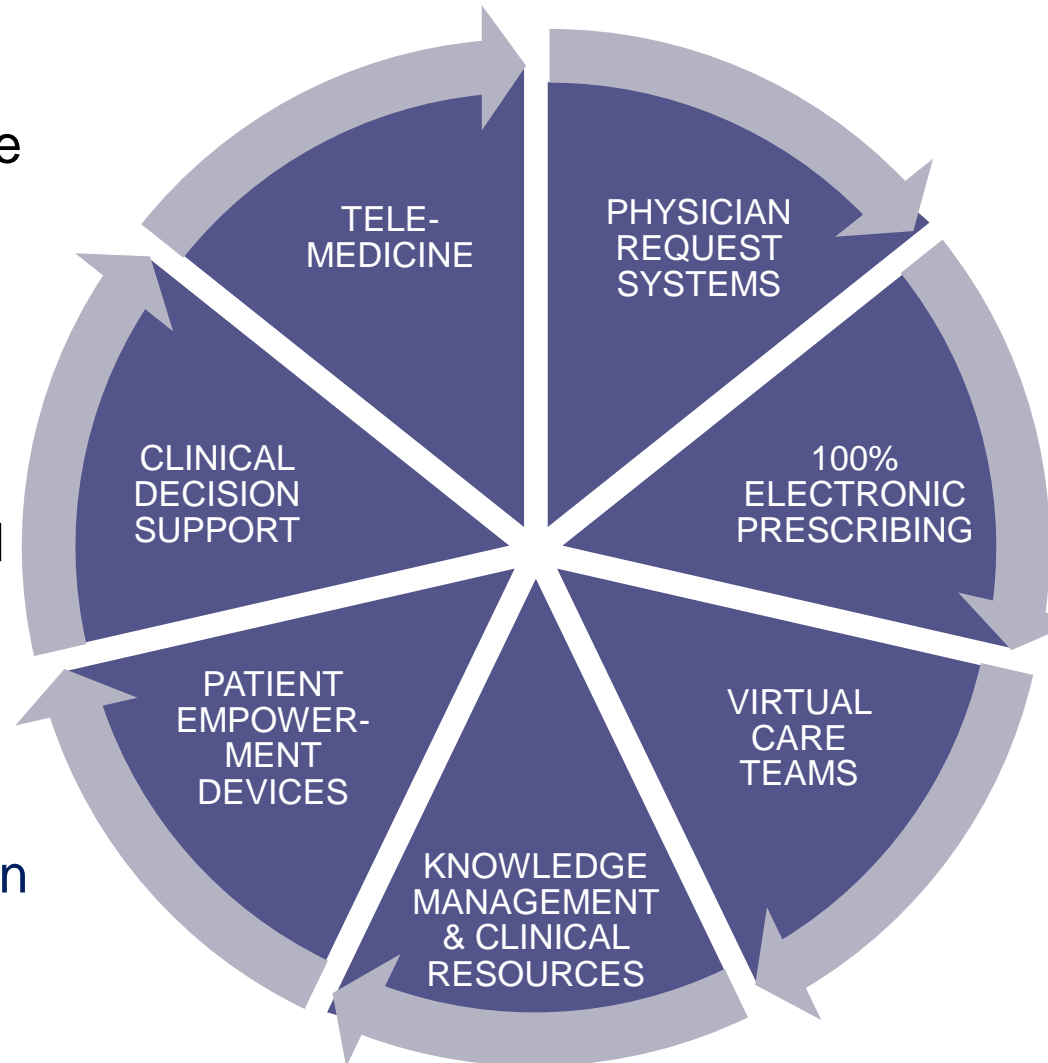 e
l
n
TELE-
MEDICINE
PHYSICIAN
REQUEST
SYSTEMS
100%
ELECTRONIC
PRESCRIBING
VIRTUAL
CARE
TEAMS
KNOWLEDGE
MANAGEMENT
& CLINICAL
RESOURCES
PATIENT
EMPOWER-
MENT
DEVICES
CLINICAL
DECISION
SUPPORT